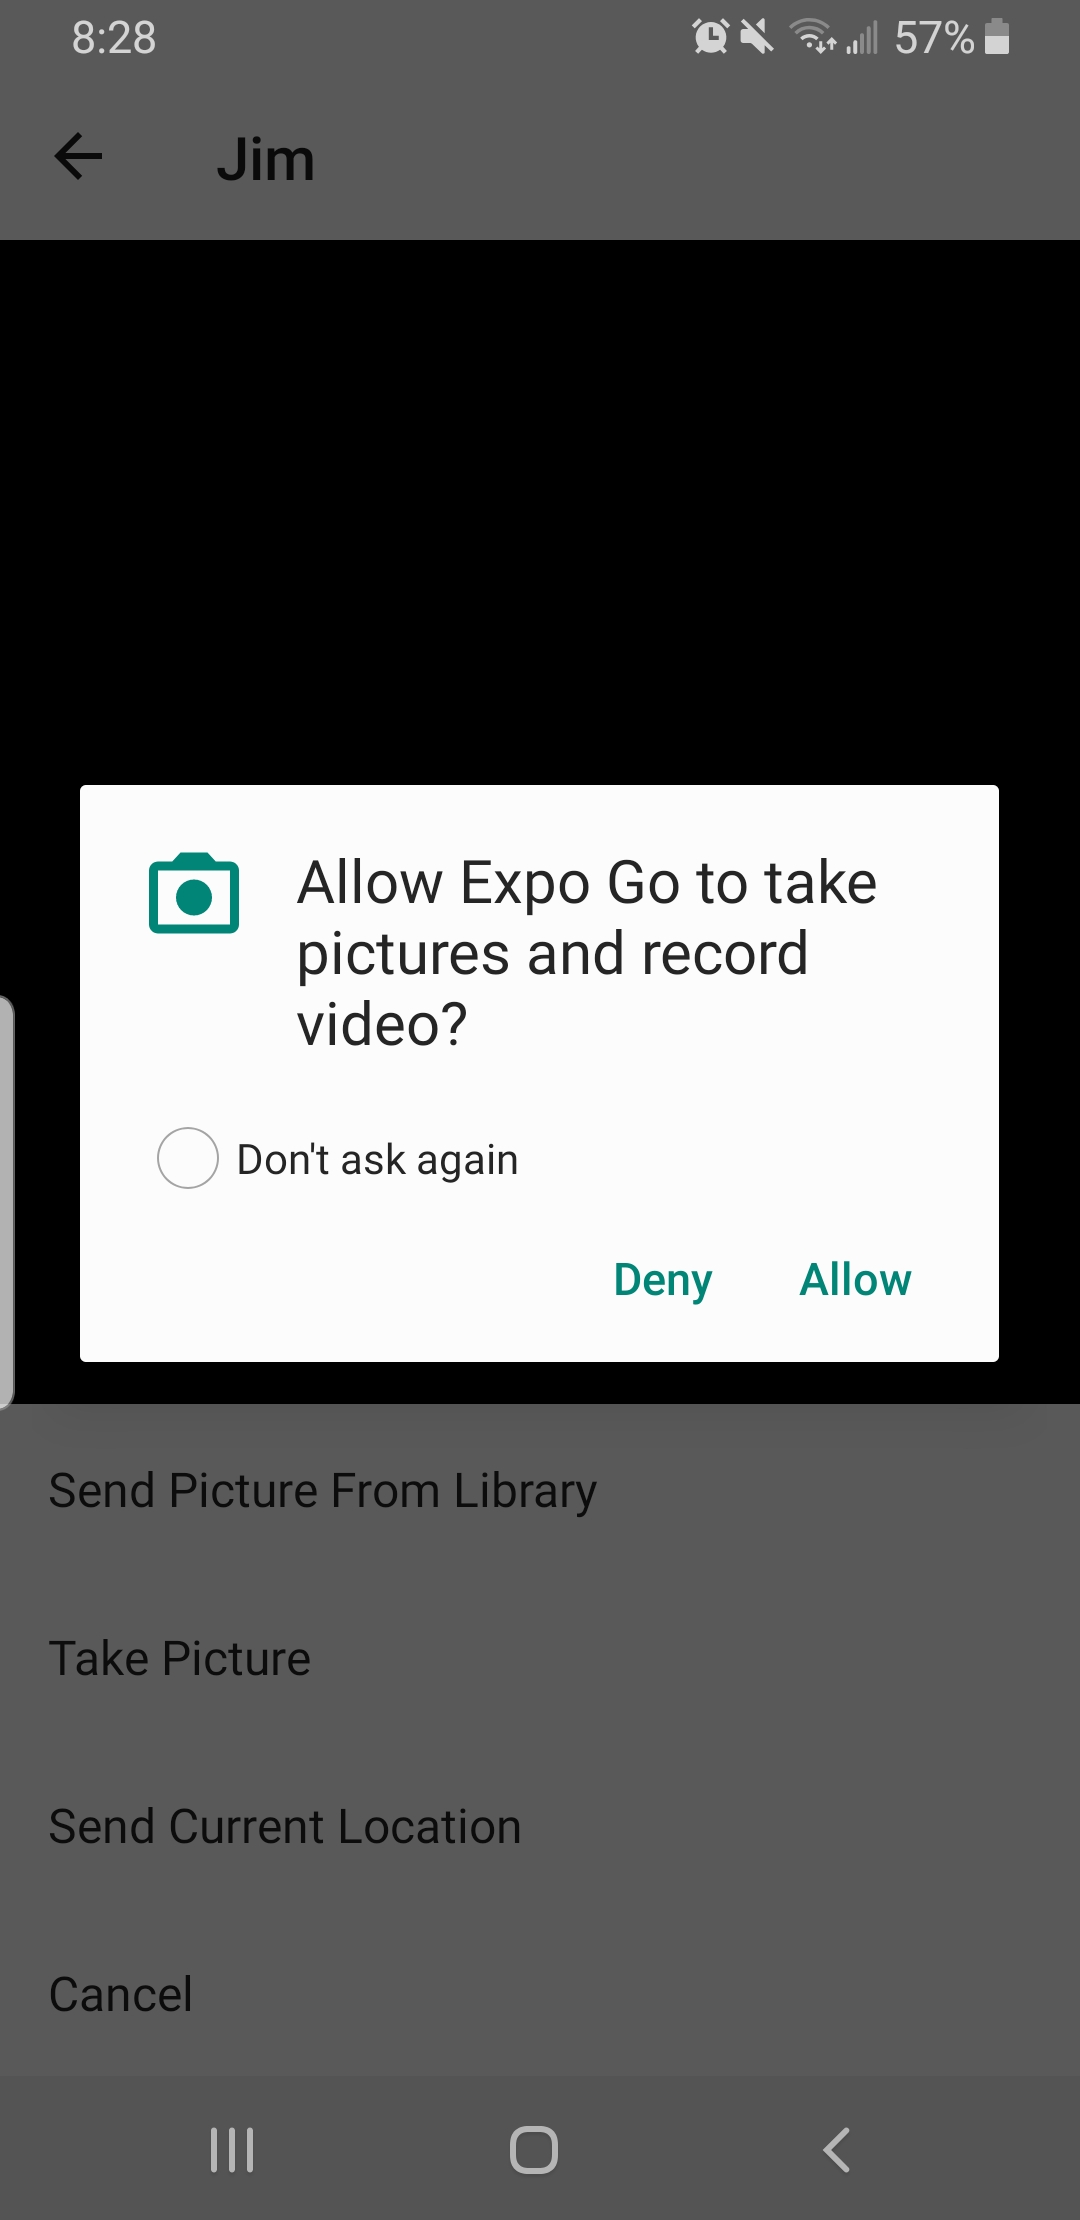 8:28
57%
Jim
Allow Expo Go to take
pictures and record
video?
Don't ask again
Deny
Allow
Send Picture From Library
Take Picture
Send Current Location
Cancel